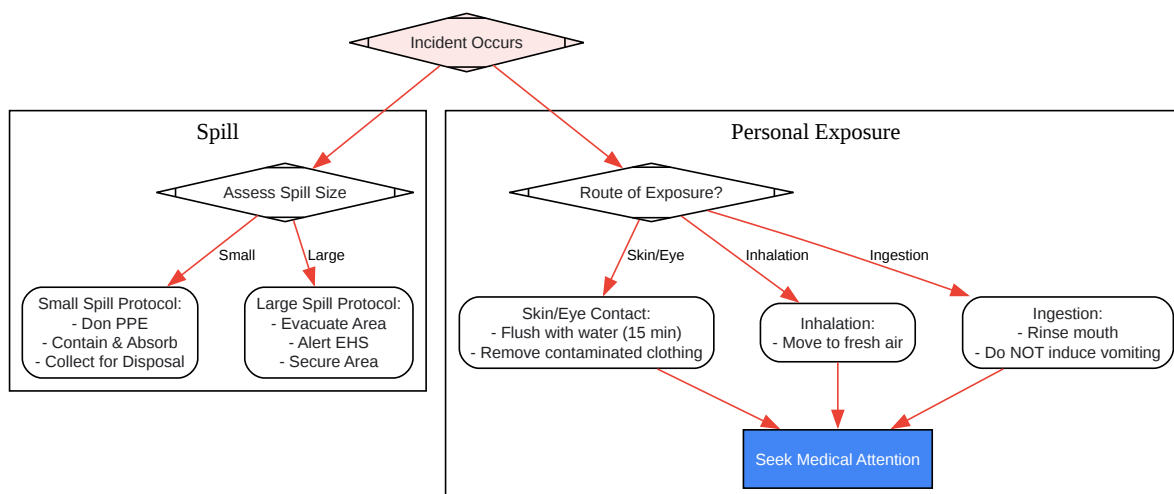 Incident Occurs
Spill
Personal Exposure
Assess Spill Size
Route of Exposure?
Small
Large
Skin/Eye
Inhalation
Ingestion
Small Spill Protocol:
- Don PPE
- Contain & Absorb
- Collect for Disposal
Large Spill Protocol:
- Evacuate Area
- Alert EHS
- Secure Area
Skin/Eye Contact:
- Flush with water (15 min)
- Remove contaminated clothing
Inhalation:
- Move to fresh air
Ingestion:
- Rinse mouth
- Do NOT induce vomiting
Seek Medical Attention